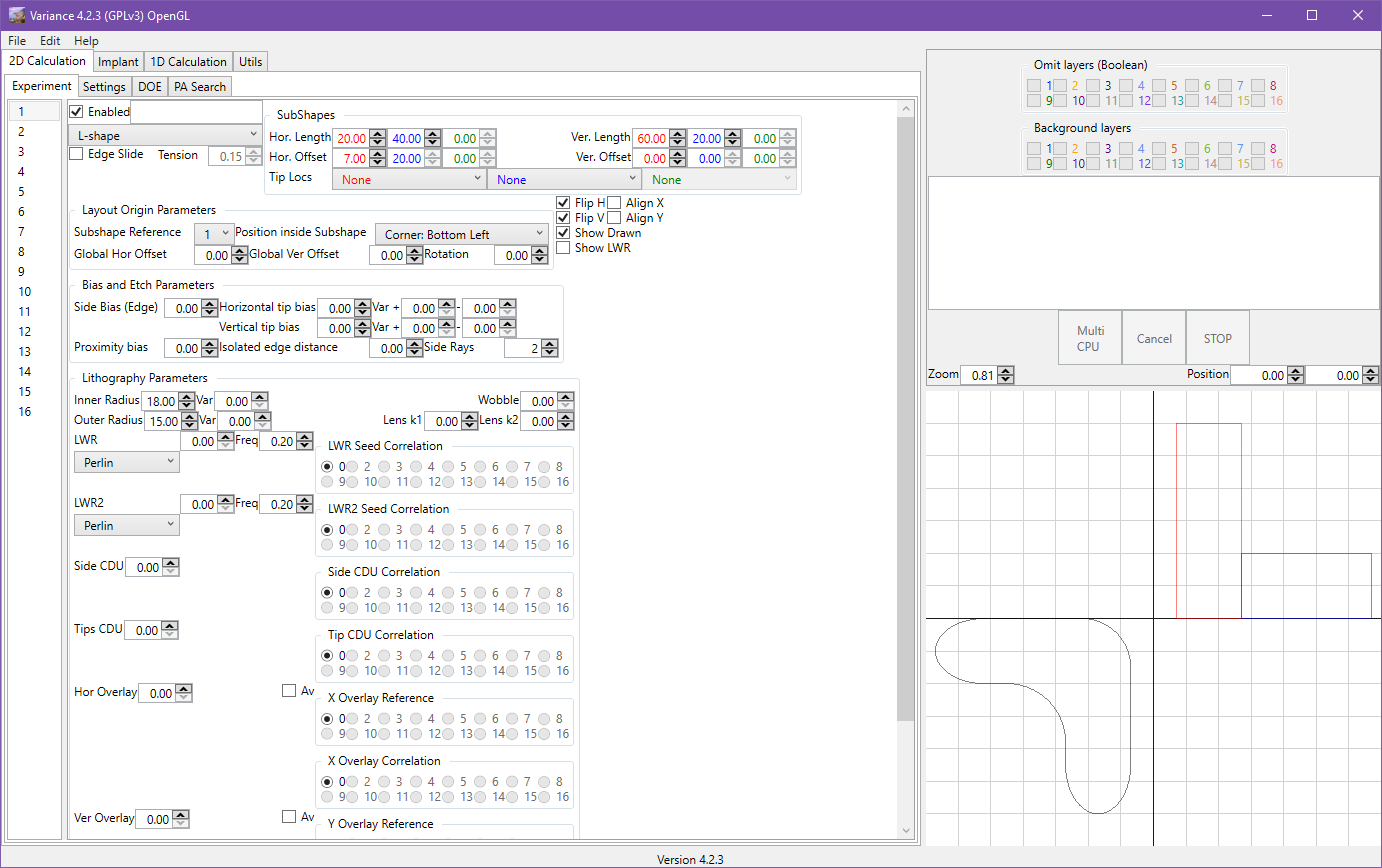 Variance 4.2.3 (GPLv3) OpenGL
File Edit Help
2D Calculation Implant 1D Calculation Utils
Experiment Settings DOE PA Search
1
2
3
4
5
6
7
8
9
10
11
12
13
14
15
16
Enabled
L-shape
Edge Slide Tension 0.15
SubShapes
Hor. Length 20.00 40.00 0.00 Ver. Length 60.00 20.00 0.00
Hor. Offset 7.00 20.00 0.00 Ver. Offset 0.00 0.00 0.00
Tip Locs None None None
Layout Origin Parameters
Subshape Reference 1 Position inside Subshape Corner: Bottom Left
Global Hor Offset 0.00 Global Ver Offset 0.00 Rotation 0.00
Flip H Align X
Flip V Align Y
Show Drawn
Show LWR
Bias and Etch Parameters
Side Bias (Edge) 0.00 Horizontal tip bias 0.00 Var + 0.00 - 0.00
Vertical tip bias 0.00 Var + 0.00 - 0.00
Proximity bias 0.00 Isolated edge distance 0.00 Side Rays 2
Lithography Parameters
Inner Radius 18.00 Var 0.00 Wobble 0.00
Outer Radius 15.00 Var 0.00 Lens k1 0.00 Lens k2 0.00
LWR 0.00 Freq 0.20
Perlin
LWR Seed Correlation
0 2 3 4 5 6 7 8
9 10 11 12 13 14 15 16
LWR2 0.00 Freq 0.20
Perlin
LWR2 Seed Correlation
0 2 3 4 5 6 7 8
9 10 11 12 13 14 15 16
Side CDU 0.00
Side CDU Correlation
0 2 3 4 5 6 7 8
9 10 11 12 13 14 15 16
Tips CDU 0.00
Tip CDU Correlation
0 2 3 4 5 6 7 8
9 10 11 12 13 14 15 16
Hor Overlay 0.00 Av
X Overlay Reference
0 2 3 4 5 6 7 8
9 10 11 12 13 14 15 16
X Overlay Correlation
0 2 3 4 5 6 7 8
9 10 11 12 13 14 15 16
Ver Overlay 0.00 Av
Y Overlay Reference
Omit layers (Boolean)
1 2 3 4 5 6 7 8
9 10 11 12 13 14 15 16
Background layers
1 2 3 4 5 6 7 8
9 10 11 12 13 14 15 16
Multi CPU Cancel STOP
Zoom 0.81 Position 0.00 0.00
Version 4.2.3